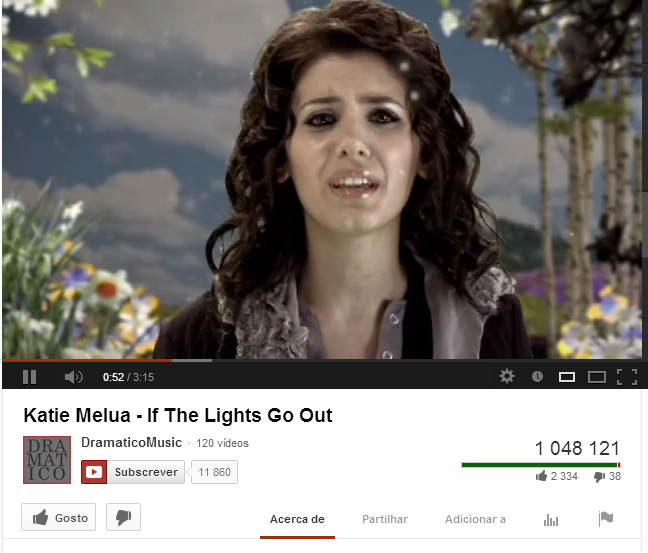 0:52 / 3:15
Katie Melua - If The Lights Go Out
DRA
MAT
ICO
DramaticoMusic · 120 vídeos
Subscrever 11 860
1 048 121
2 334 38
Gosto
Acerca de Partilhar Adicionar a